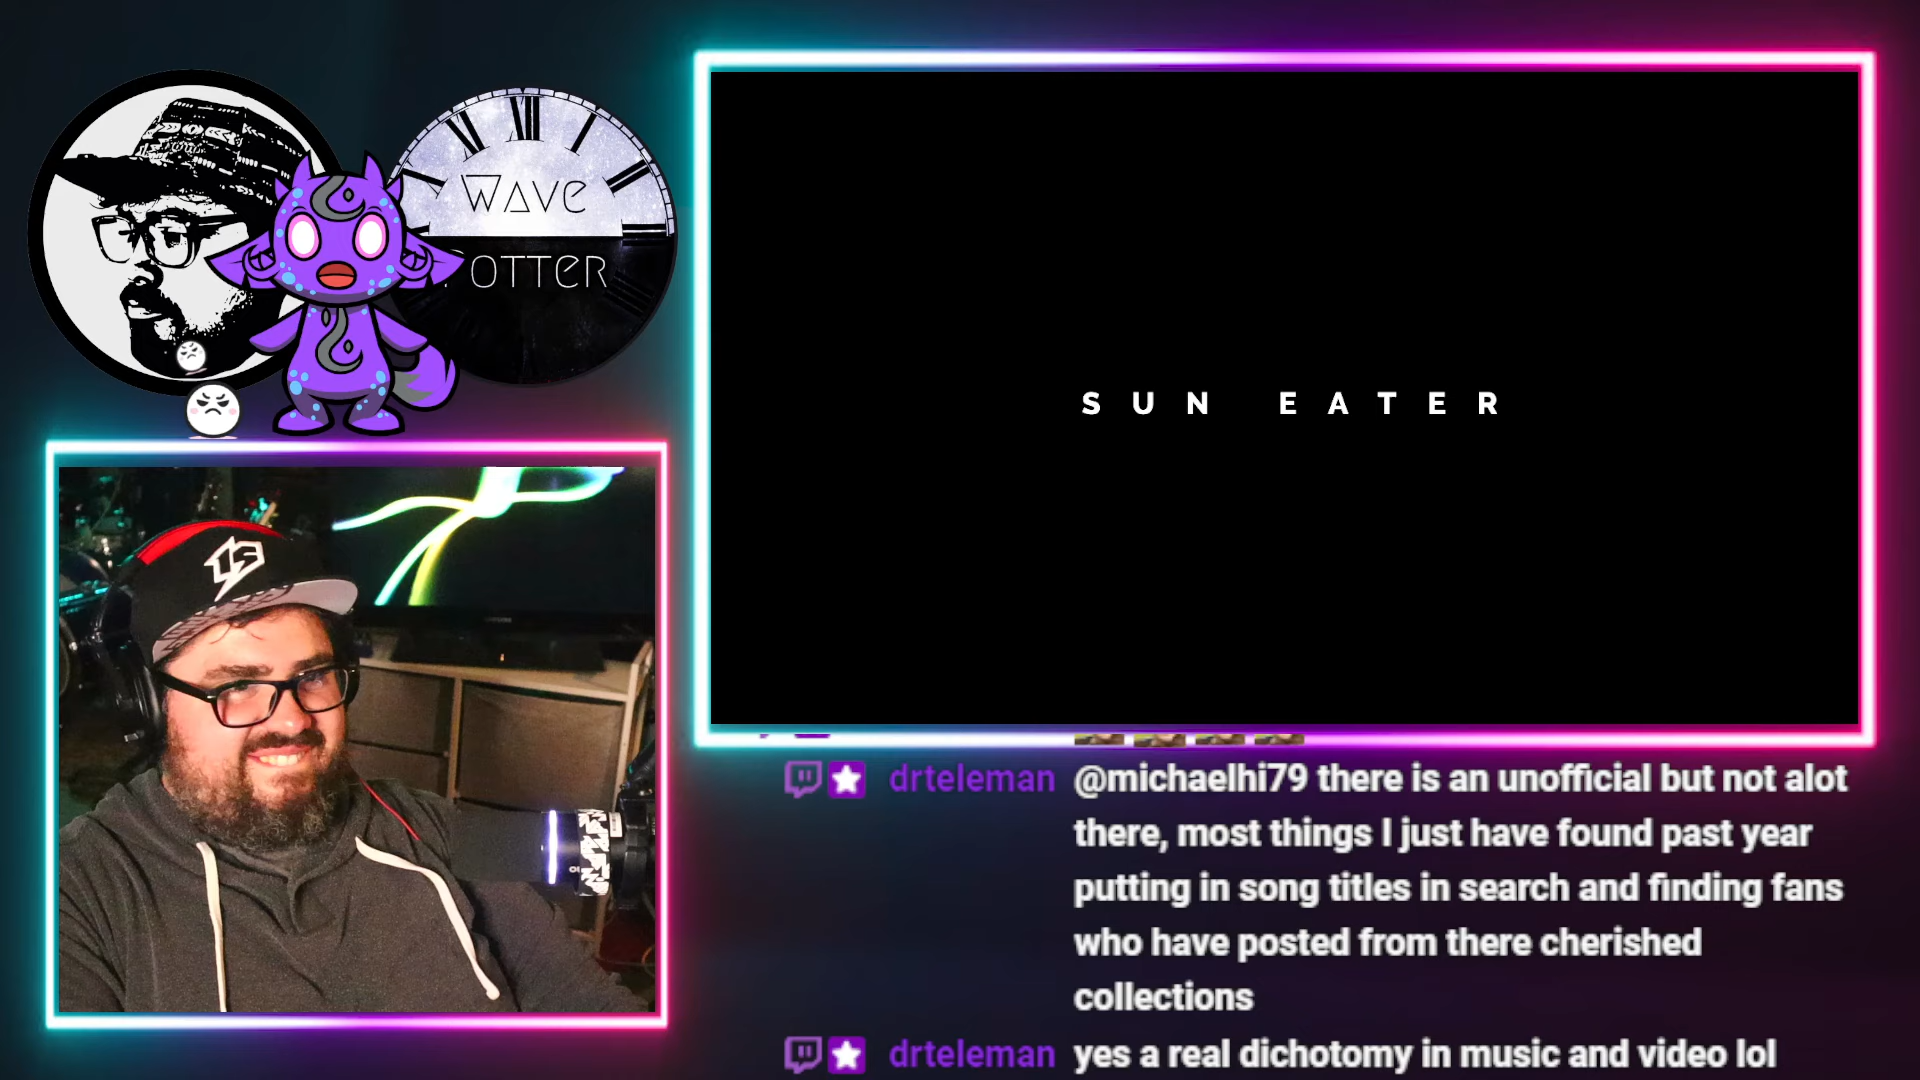 WAVE
OTTER
SUN EATER
drteleman @michaelhi79 there is an unofficial but not alot
there, most things I just have found past year
putting in song titles in search and finding fans
who have posted from there cherished
collections
drteleman yes a real dichotomy in music and video lol